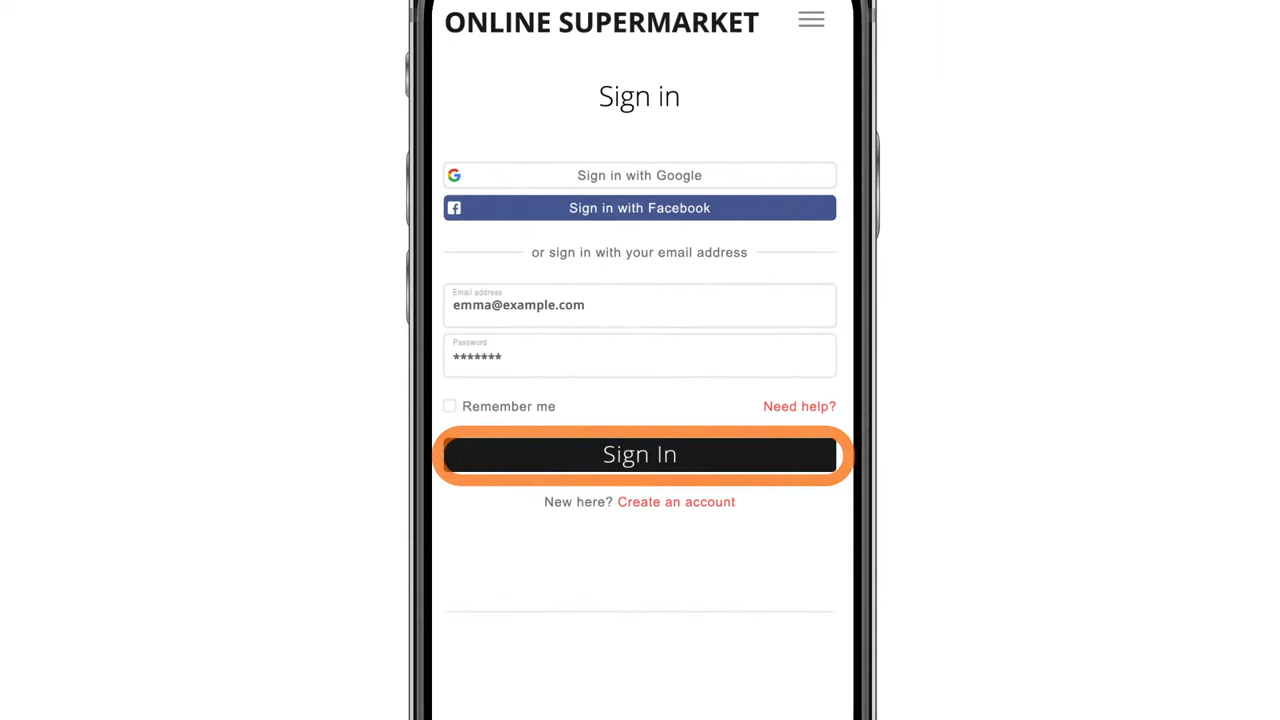 ONLINE SUPERMARKET
Sign in
Sign in with Google
Sign in with Facebook
or sign in with your email address
Email address
emma@example.com
Password
*******
Remember me
Need help?
Sign In
New here? Create an account